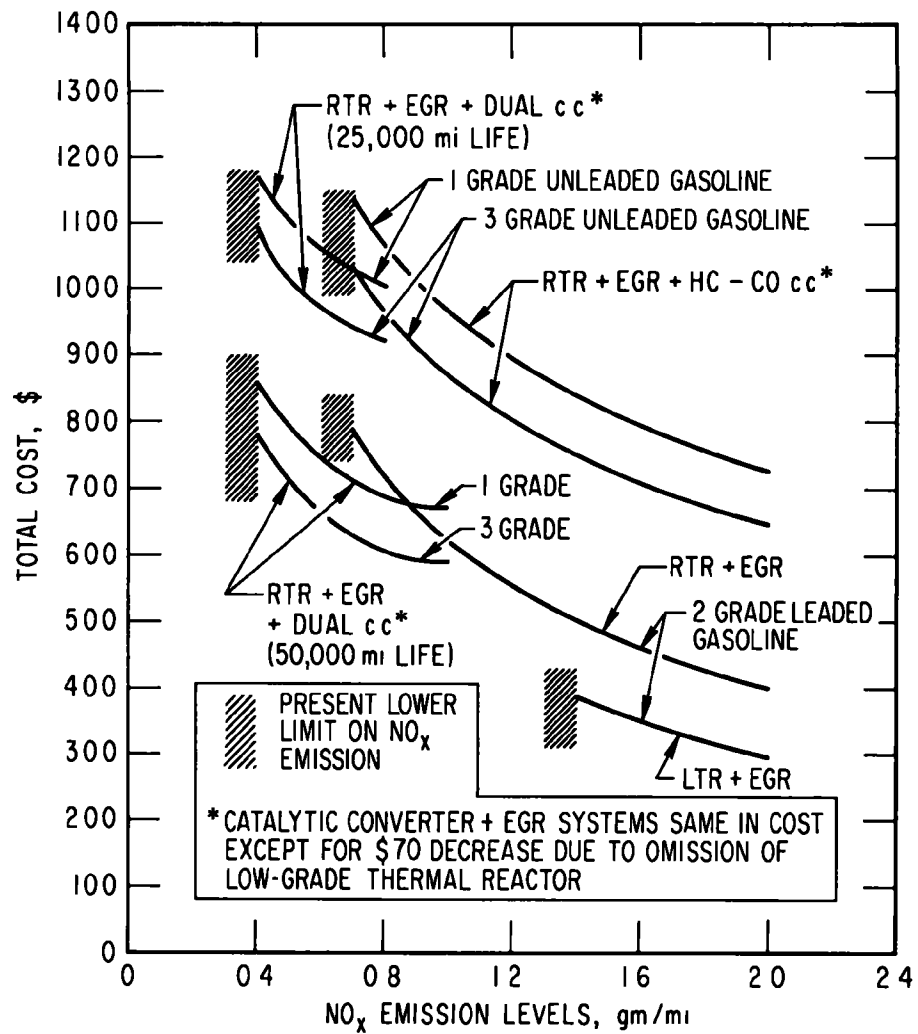 1400
1300
1200
1100
1000
900
800
700
600
500
400
300
200
100
0
TOTAL COST, $
RTR + EGR + DUAL cc*
(25,000 mi LIFE)
1 GRADE UNLEADED GASOLINE
3 GRADE UNLEADED GASOLINE
RTR + EGR + HC - CO cc*
1 GRADE
3 GRADE
RTR + EGR
+ DUAL cc*
(50,000 mi LIFE)
RTR + EGR
2 GRADE LEADED
GASOLINE
LTR + EGR
PRESENT LOWER
LIMIT ON NOx
EMISSION
* CATALYTIC CONVERTER + EGR SYSTEMS SAME IN COST
EXCEPT FOR $70 DECREASE DUE TO OMISSION OF
LOW-GRADE THERMAL REACTOR
0 0 4 0 8 1 2 1 6 2 0 2 4
NOx EMISSION LEVELS, gm/mi